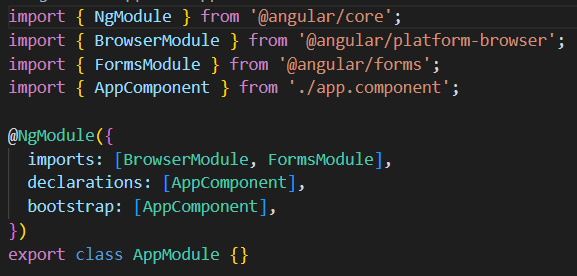 import { NgModule } from '@angular/core';
import { BrowserModule } from '@angular/platform-browser';
import { FormsModule } from '@angular/forms';
import { AppComponent } from './app.component';

@NgModule({
  imports: [BrowserModule, FormsModule],
  declarations: [AppComponent],
  bootstrap: [AppComponent],
})
export class AppModule {}